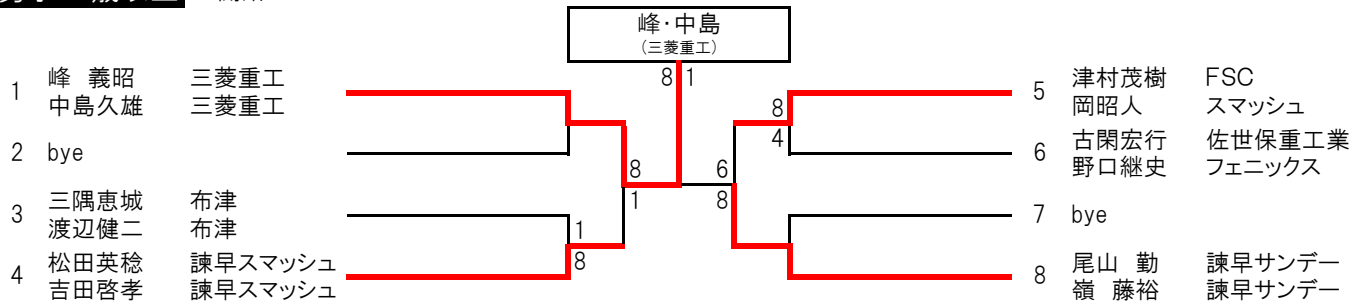 峰・中島
(三菱重工)
8 1
1 峰 義昭 三菱重工
中島久雄 三菱重工
2 bye
3 三隅恵城 布津
渡辺健二 布津
4 松田英稔 諫早スマッシュ
吉田啓孝 諫早スマッシュ
8
1
1
8
8
4
6
8
5 津村茂樹 FSC
岡昭人 スマッシュ
6 古閑宏行 佐世保重工業
野口継史 フェニックス
7 bye
8 尾山 勤 諫早サンデー
嶺 藤裕 諫早サンデー